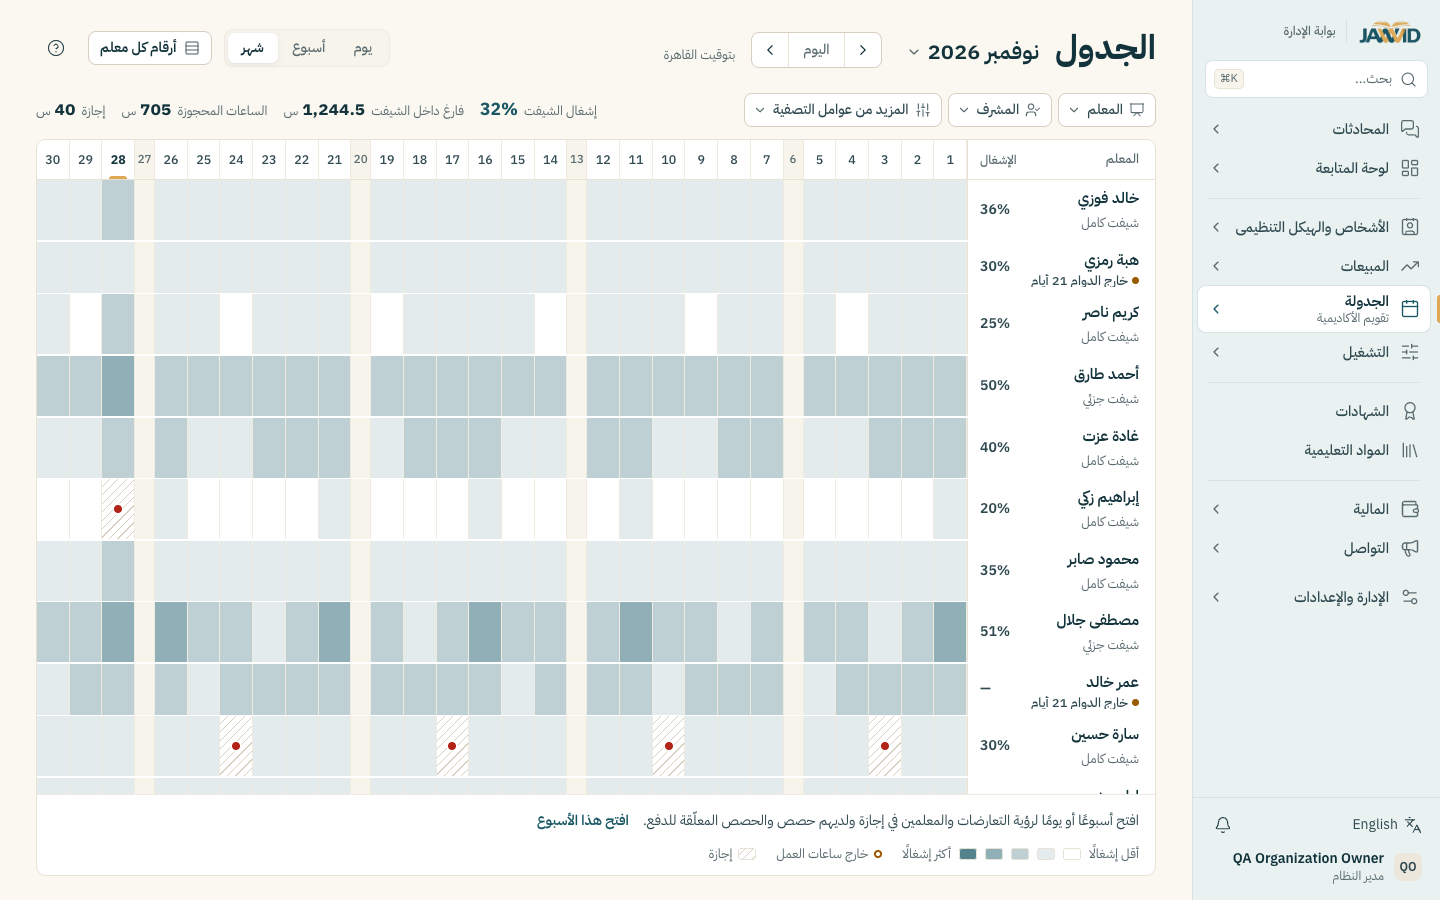 JAWWID
بوابة الإدارة
بحث...
⌘K
المحادثات
لوحة المتابعة
الأشخاص والهيكل التنظيمي
المبيعات
الجدولة
تقويم الأكاديمية
التشغيل
الشهادات
المواد التعليمية
المالية
التواصل
الإدارة والإعدادات
English
QA Organization Owner
مدير النظام
QO
الجدول
نوفمبر 2026
اليوم
بتوقيت القاهرة
يوم
أسبوع
شهر
أرقام كل معلم
المعلم
المشرف
المزيد من عوامل التصفية
إشغال الشيفت 32%
فارغ داخل الشيفت 1,244.5 س
الساعات المحجوزة 705 س
إجازة 40 س
المعلم
الإشغال
1 2 3 4 5 6 7 8 9 10 11 12 13 14 15 16 17 18 19 20 21 22 23 24 25 26 27 28 29 30
خالد فوزي
شيفت كامل
36%
هبة رمزي
خارج الدوام 21 أيام
30%
كريم ناصر
شيفت كامل
25%
أحمد طارق
شيفت جزئي
50%
غادة عزت
شيفت كامل
40%
إبراهيم زكي
شيفت كامل
20%
محمود صابر
شيفت كامل
35%
مصطفى جلال
شيفت جزئي
51%
عمر خالد
خارج الدوام 21 أيام
—
سارة حسين
شيفت كامل
30%
افتح أسبوعًا أو يومًا لرؤية التعارضات والمعلمين في إجازة ولديهم حصص والحصص المعلّقة للدفع.
افتح هذا الأسبوع
أقل إشغالًا
أكثر إشغالًا
خارج ساعات العمل
إجازة